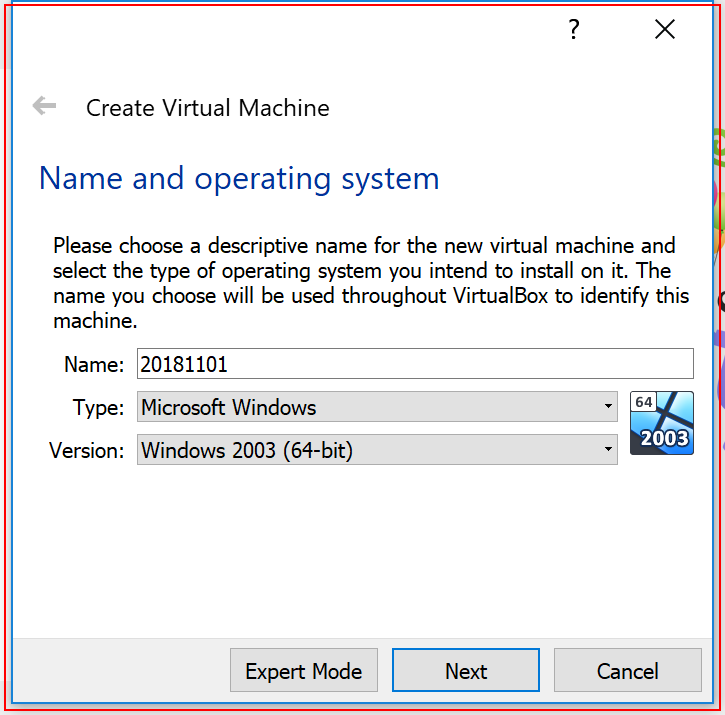 ?
Create Virtual Machine
Name and operating system
Please choose a descriptive name for the new virtual machine and
select the type of operating system you intend to install on it. The
name you choose will be used throughout VirtualBox to identify this
machine.
Name: 20181101
Type: Microsoft Windows
64
2003
Version: Windows 2003 (64-bit)
Expert Mode Next Cancel